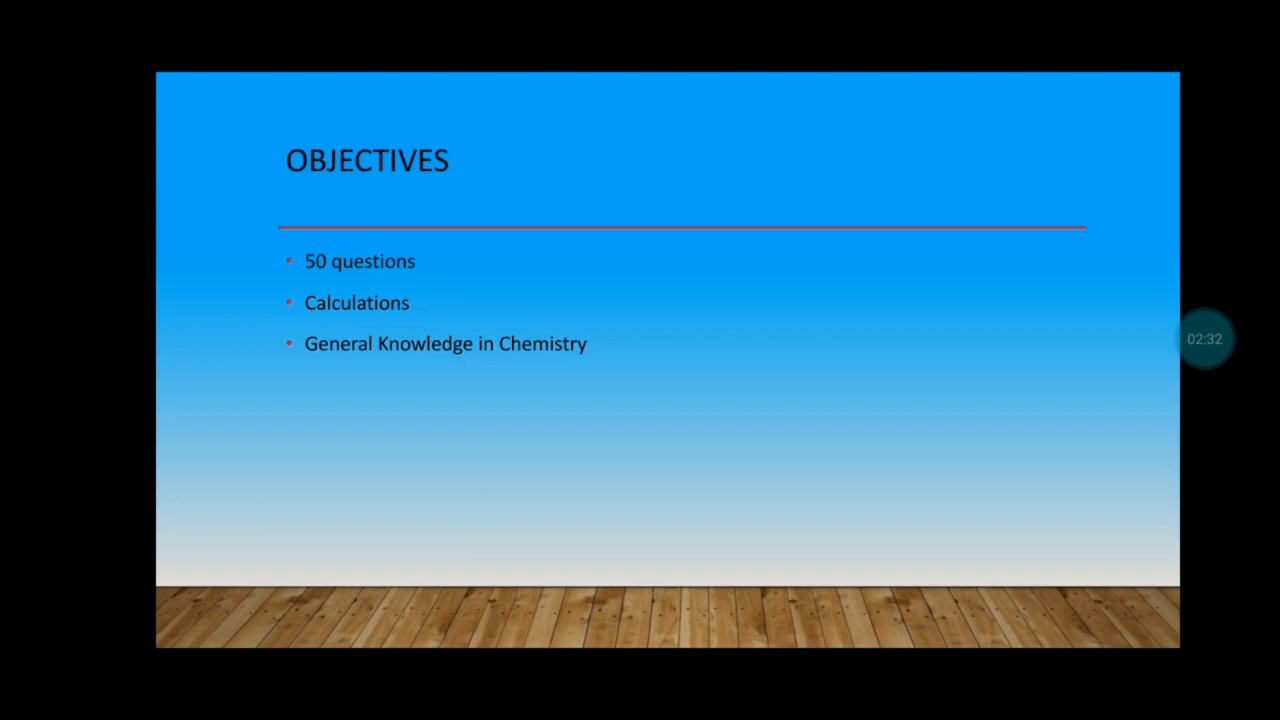 OBJECTIVES
• 50 questions
• Calculations
• General Knowledge in Chemistry
02:32